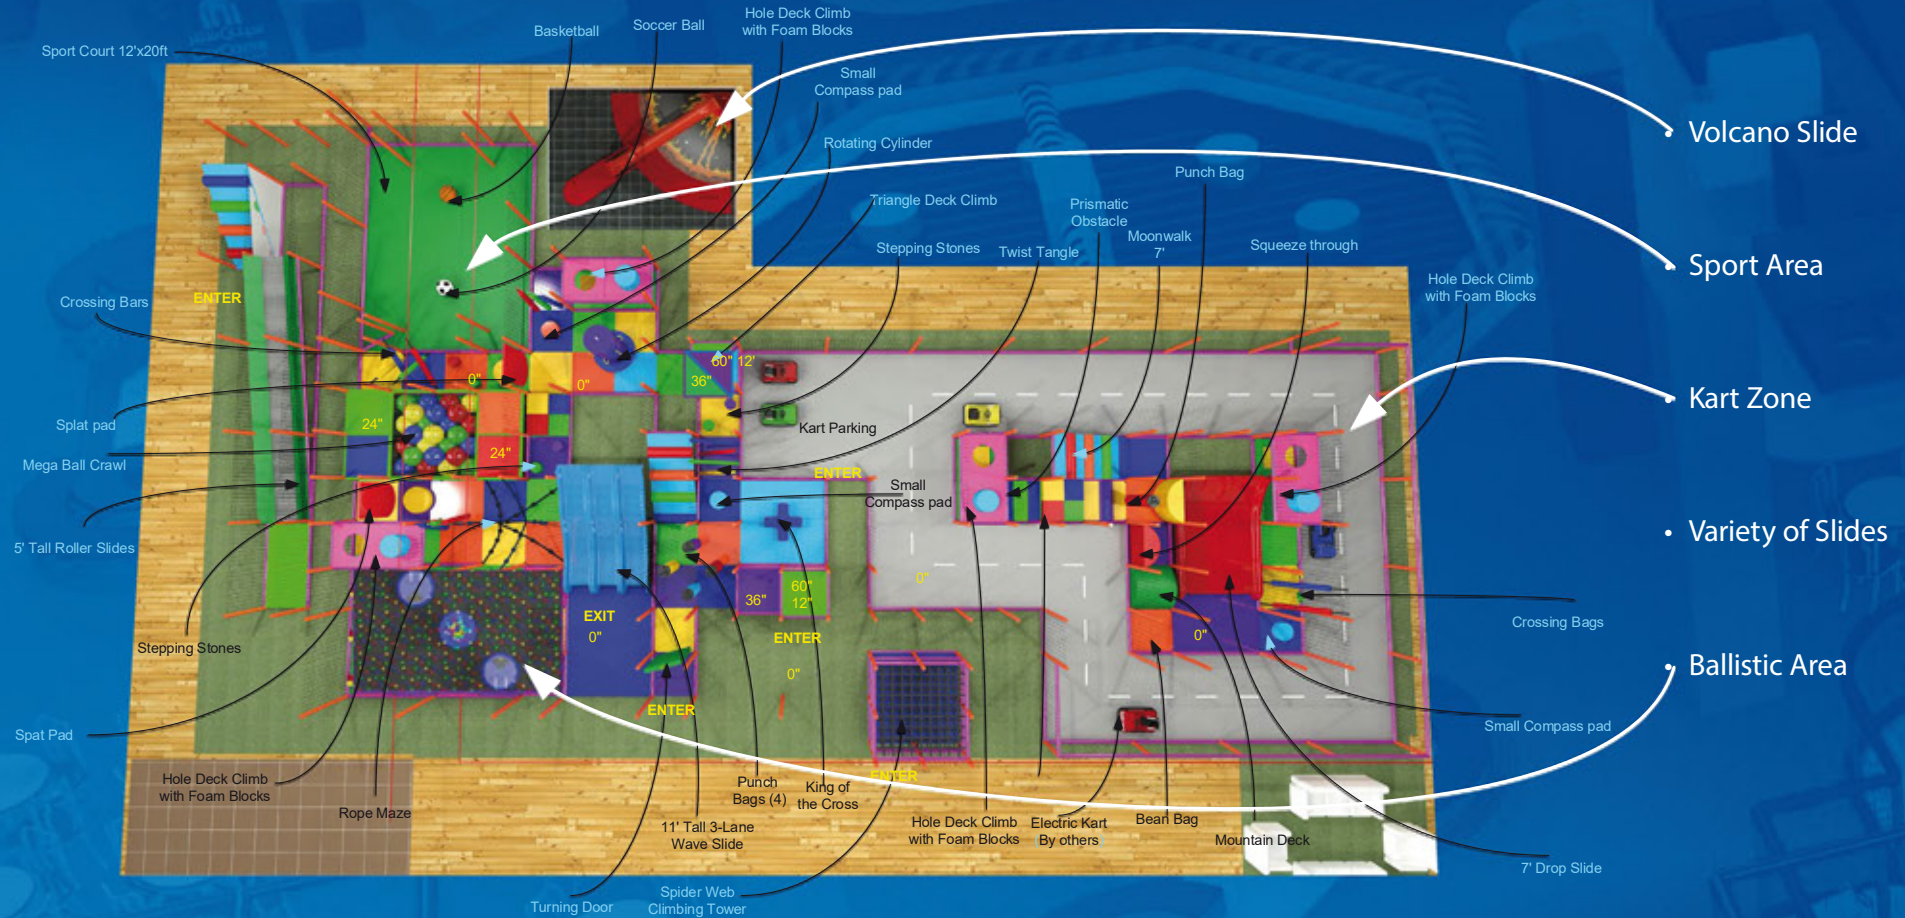 Hole Deck Climb
with Foam Blocks
Soccer Ball
Basketball
Sport Court 12'x20ft
Small
Compass pad
Volcano Slide
Rotating Cylinder
Punch Bag
Triangle Deck Climb
Prismatic
Obstacle
Moonwalk
7'
Stepping Stones
Twist Tangle
Squeeze through
Sport Area
Hole Deck Climb
with Foam Blocks
ENTER
Crossing Bars
60" 12'
0"
0"
36"
Kart Zone
Splat pad
24"
Kart Parking
24"
Mega Ball Crawl
ENTER
Small
Compass pad
Variety of Slides
5' Tall Roller Slides
0"
60"
12"
36"
EXIT
0"
Crossing Bags
0"
ENTER
Stepping Stones
Ballistic Area
0"
ENTER
Small Compass pad
Spat Pad
ENTER
Hole Deck Climb
with Foam Blocks
Punch
Bags (4)
King of
the Cross
Rope Maze
11' Tall 3-Lane
Wave Slide
Hole Deck Climb
with Foam Blocks
Electric Kart
By others
Bean Bag
Mountain Deck
7' Drop Slide
Spider Web
Climbing Tower
Turning Door